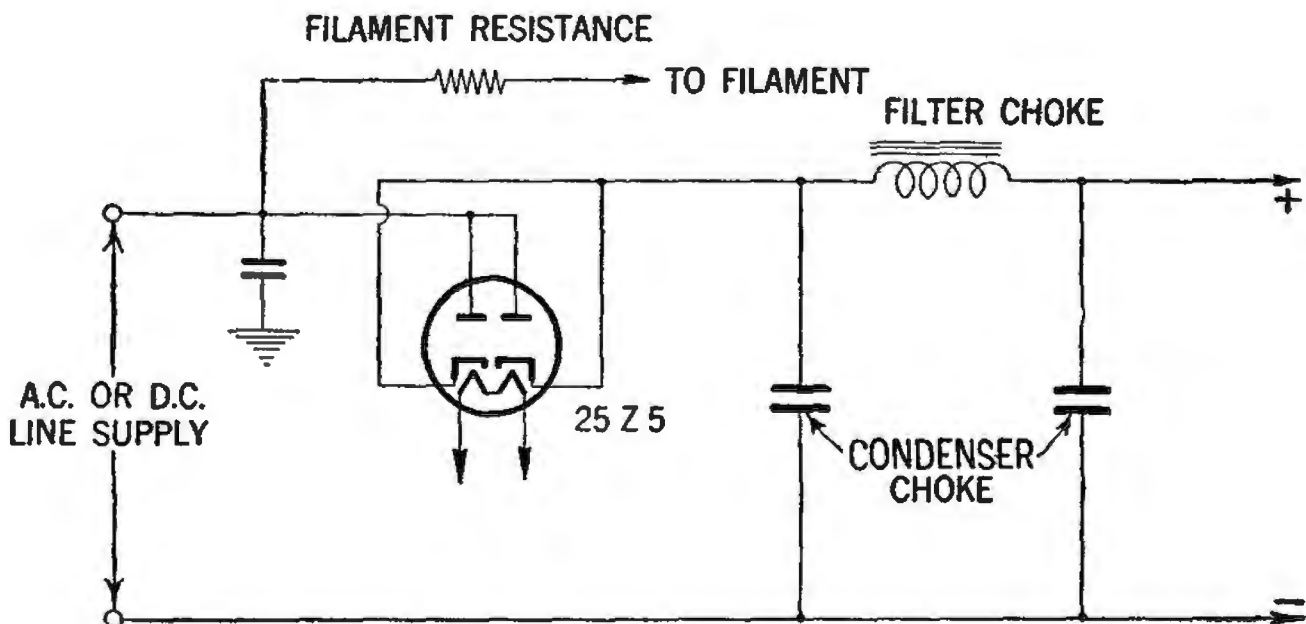 FILAMENT RESISTANCE
TO FILAMENT
FILTER CHOKE
+
A.C. OR D.C.
LINE SUPPLY
25 Z 5
CONDENSER
CHOKE
−